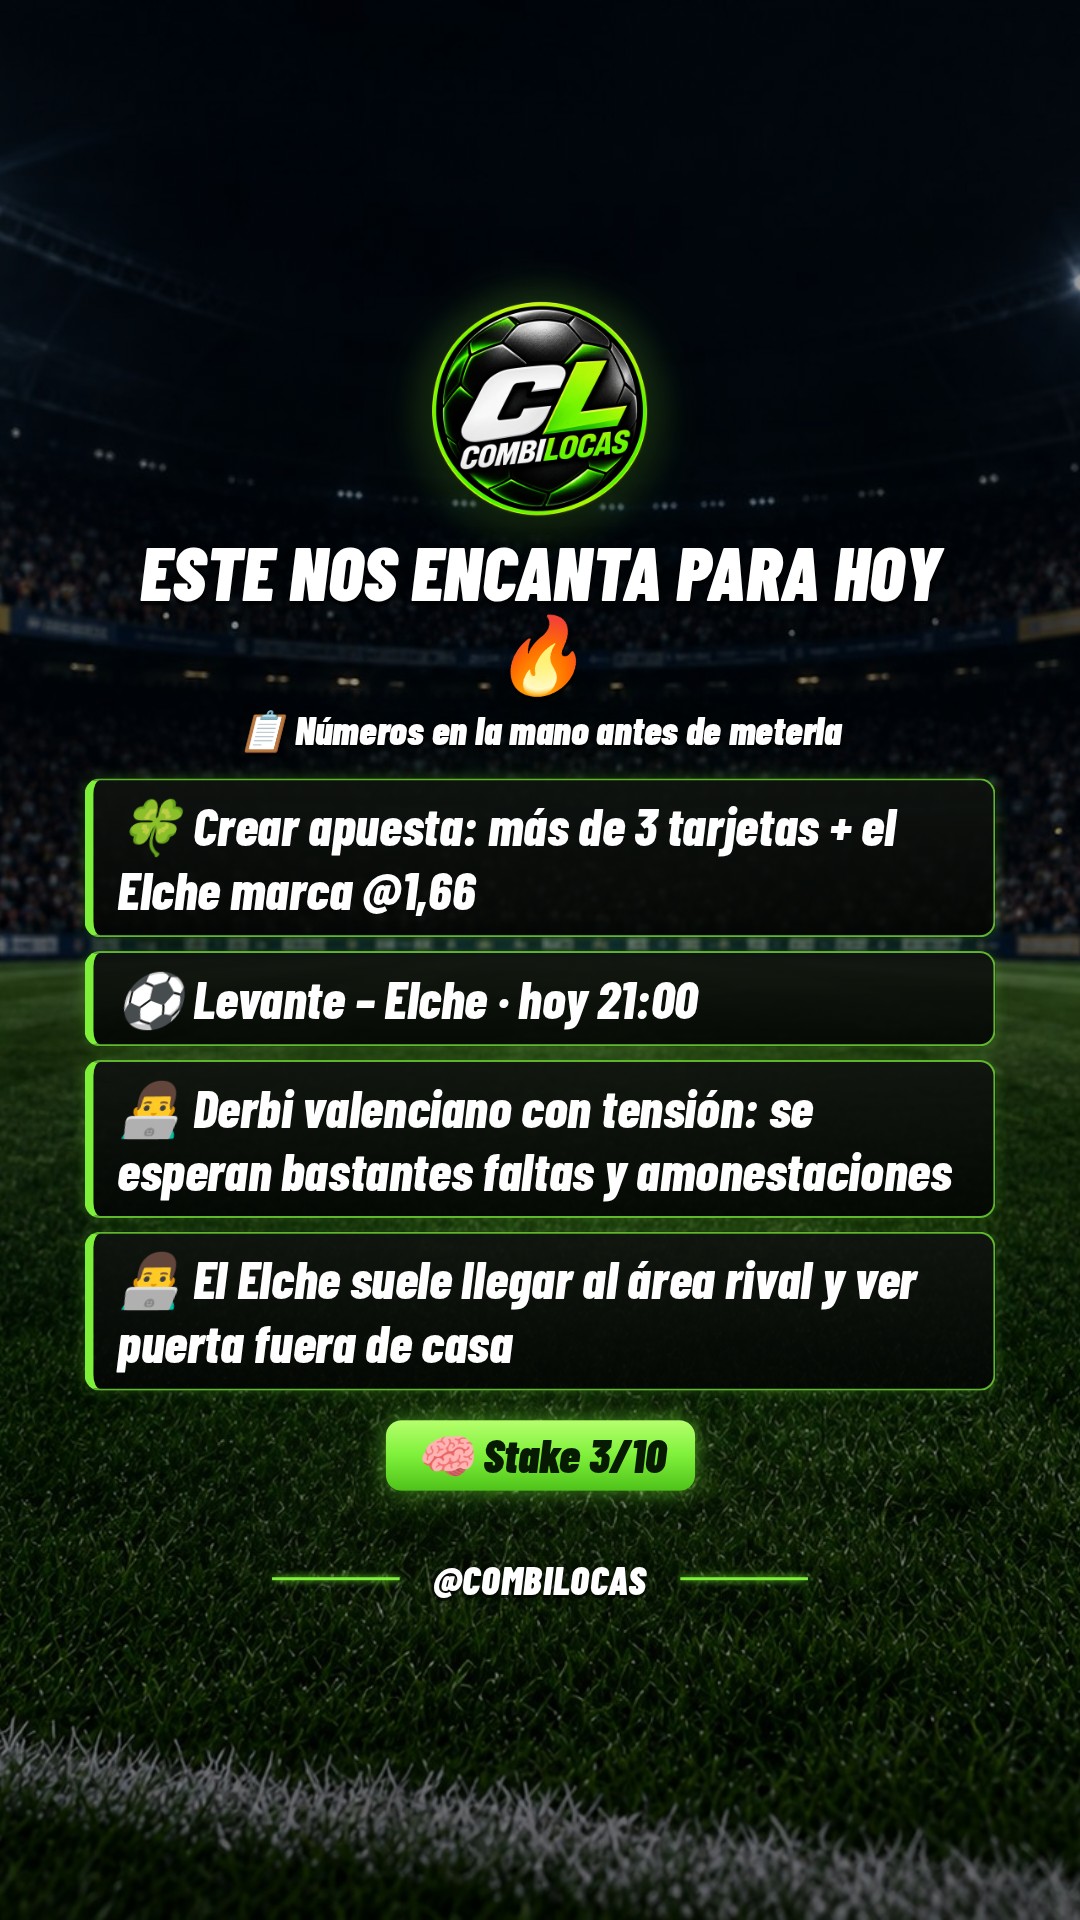 CL
COMBILOCAS
ESTE NOS ENCANTA PARA HOY
🔥
📋 Números en la mano antes de meterla
🍀 Crear apuesta: más de 3 tarjetas + el
Elche marca @1,66
⚽ Levante – Elche · hoy 21:00
👨‍💻 Derbi valenciano con tensión: se
esperan bastantes faltas y amonestaciones
👨‍💻 El Elche suele llegar al área rival y ver
puerta fuera de casa
🧠 Stake 3/10
@COMBILOCAS